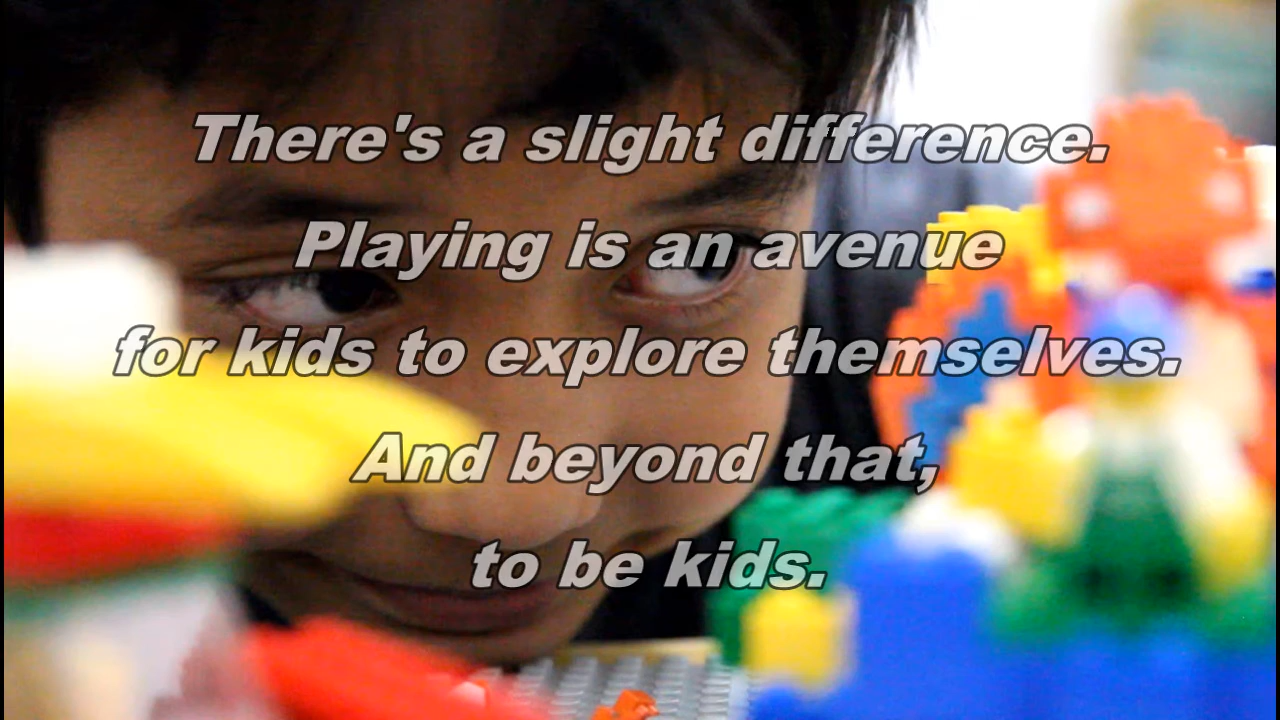 There's a slight difference.
Playing is an avenue
for kids to explore themselves.
And beyond that,
to be kids.